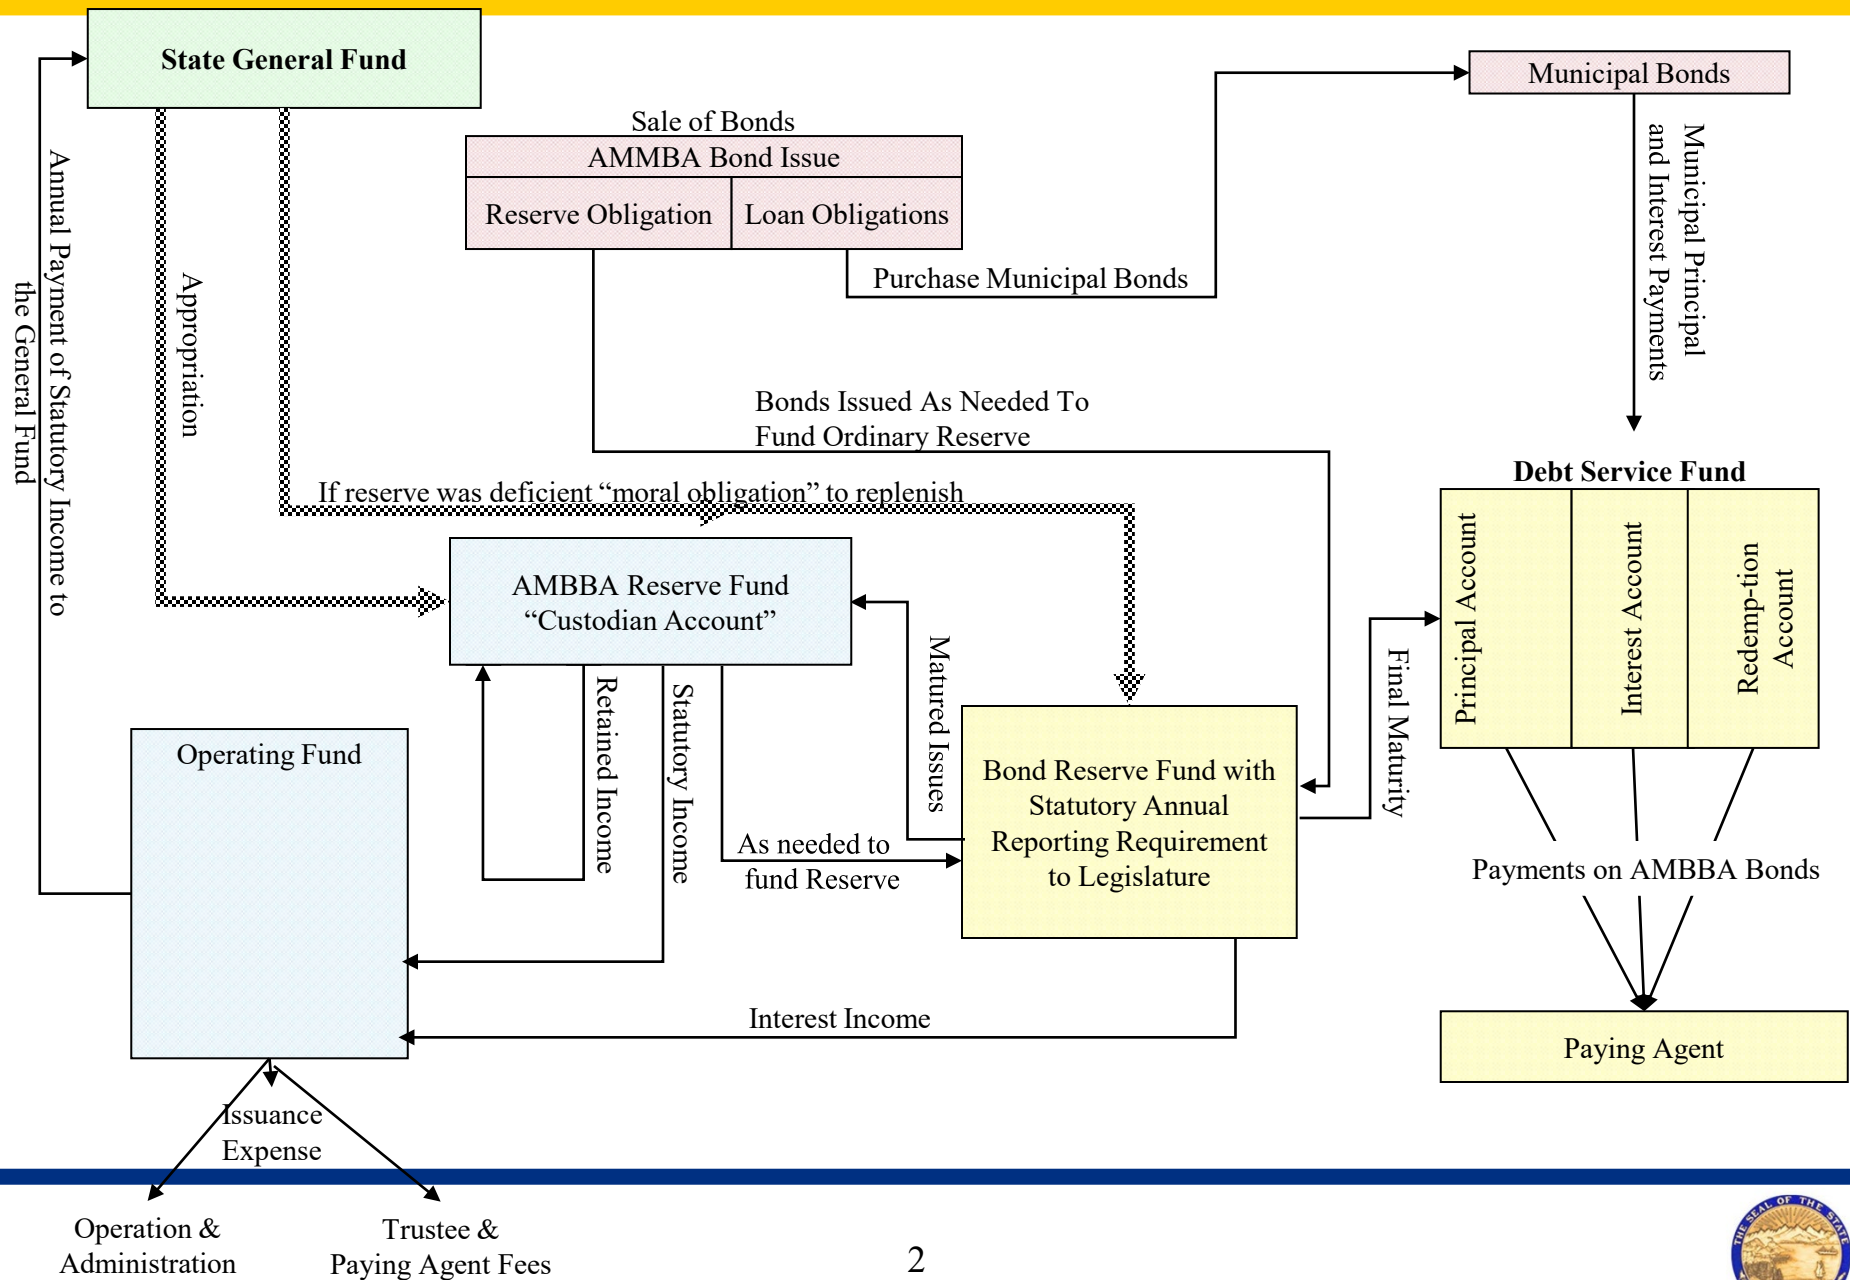 State General Fund
Municipal Bonds
Sale of Bonds
AMMBA Bond Issue
Reserve Obligation
Loan Obligations
Purchase Municipal Bonds
Municipal Principal
and Interest Payments
Annual Payment of Statutory Income to
the General Fund
Appropriation
Bonds Issued As Needed To
Fund Ordinary Reserve
If reserve was deficient “moral obligation” to replenish
Debt Service Fund
Principal Account
Interest Account
Redemp-tion
Account
AMBBA Reserve Fund
“Custodian Account”
Matured Issues
Final Maturity
Retained Income
Statutory Income
Operating Fund
Bond Reserve Fund with
Statutory Annual
Reporting Requirement
to Legislature
As needed to
fund Reserve
Payments on AMBBA Bonds
Interest Income
Paying Agent
Issuance
Expense
Operation &
Administration
Trustee &
Paying Agent Fees
2
THE SEAL OF THE STATE